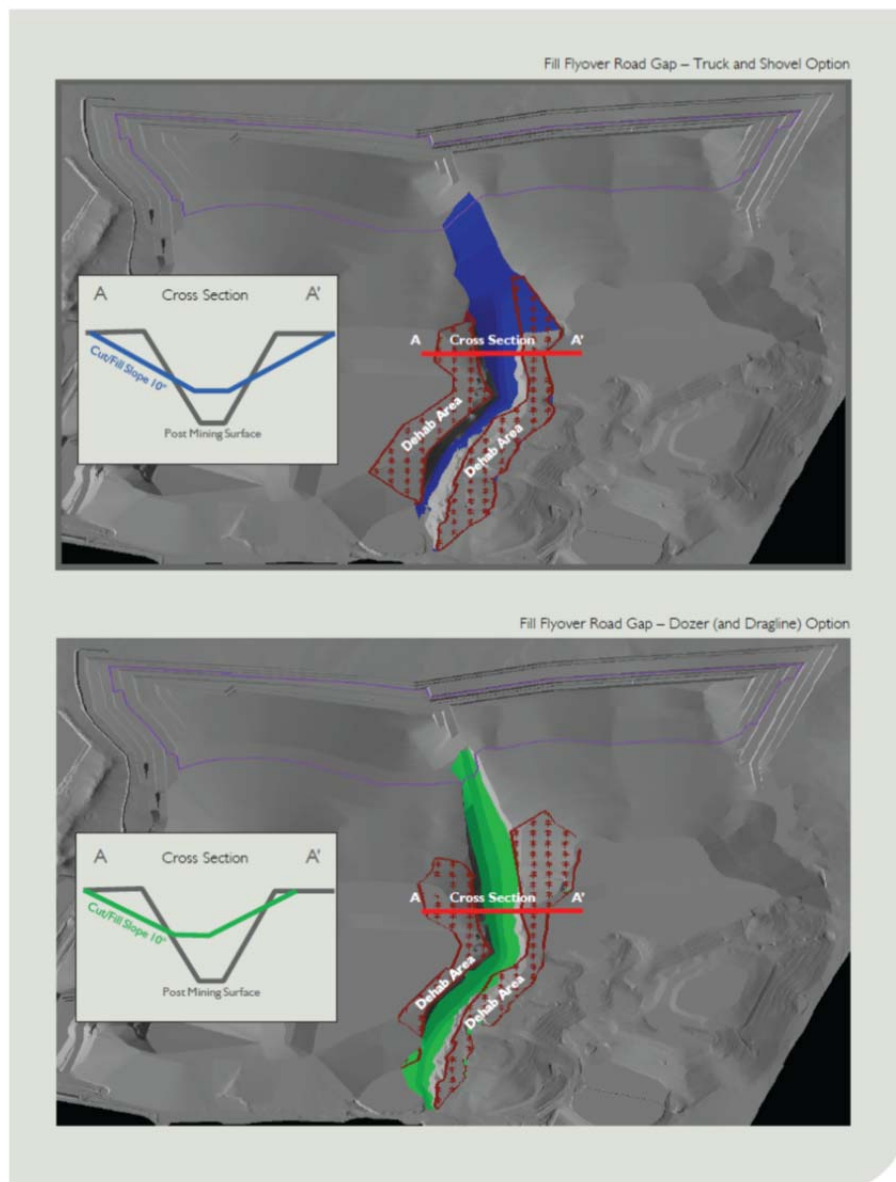 Fill Flyover Road Gap – Truck and Shovel Option
A Cross Section A'
Cut/Fill Slope 10°
Post Mining Surface
A Cross Section A'
Dehab Area
Dehab Area
Fill Flyover Road Gap – Dozer (and Dragline) Option
A Cross Section A'
Cut/Fill Slope 10°
Post Mining Surface
A Cross Section A'
Dehab Area
Dehab Area